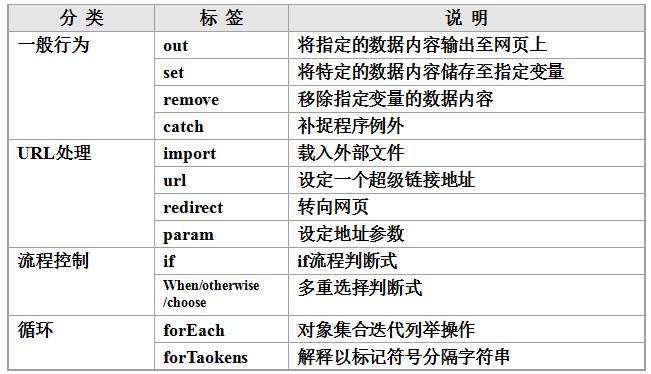 分 类 标 签 说 明
一般行为 out 将指定的数据内容输出至网页上
set 将特定的数据内容储存至指定变量
remove 移除指定变量的数据内容
catch 补捉程序例外
URL处理 import 载入外部文件
url 设定一个超级链接地址
redirect 转向网页
param 设定地址参数
流程控制 if if流程判断式
When/otherwise 多重选择判断式
/choose
循环 forEach 对象集合迭代列举操作
forTaokens 解释以标记符号分隔字符串